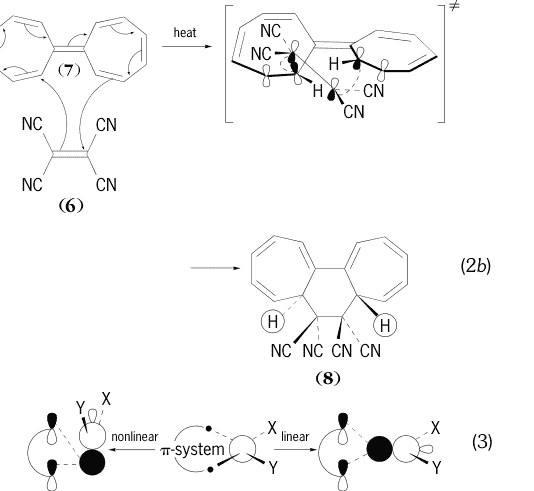 heat
≠
NC
NC
H
H
CN
CN
(7)
NC CN
NC CN
(6)
(2b)
H H
NC NC CN CN
(8)
Y X
nonlinear π-system X linear X (3)
Y Y